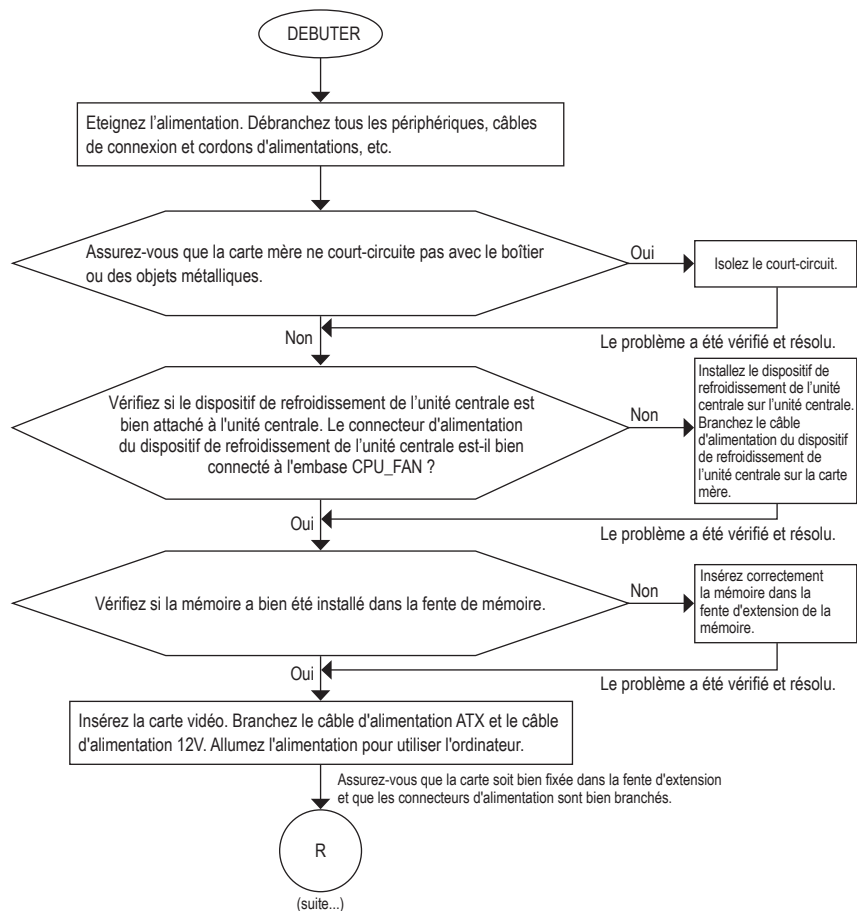 DEBUTER
Eteignez l’alimentation. Débranchez tous les périphériques, câbles
de connexion et cordons d'alimentations, etc.
Assurez-vous que la carte mère ne court-circuite pas avec le boîtier
ou des objets métalliques.
Oui
Isolez le court-circuit.
Non
Le problème a été vérifié et résolu.
Vérifiez si le dispositif de refroidissement de l’unité centrale est
bien attaché à l'unité centrale. Le connecteur d'alimentation
du dispositif de refroidissement de l’unité centrale est-il bien
connecté à l'embase CPU_FAN ?
Non
Installez le dispositif de
refroidissement de l’unité
centrale sur l’unité centrale.
Branchez le câble
d'alimentation du dispositif
de refroidissement de
l’unité centrale sur la carte
mère.
Oui
Le problème a été vérifié et résolu.
Vérifiez si la mémoire a bien été installé dans la fente de mémoire.
Non
Insérez correctement
la mémoire dans la
fente d'extension de la
mémoire.
Oui
Le problème a été vérifié et résolu.
Insérez la carte vidéo. Branchez le câble d'alimentation ATX et le câble
d'alimentation 12V. Allumez l'alimentation pour utiliser l'ordinateur.
Assurez-vous que la carte soit bien fixée dans la fente d'extension
et que les connecteurs d'alimentation sont bien branchés.
R
(suite...)